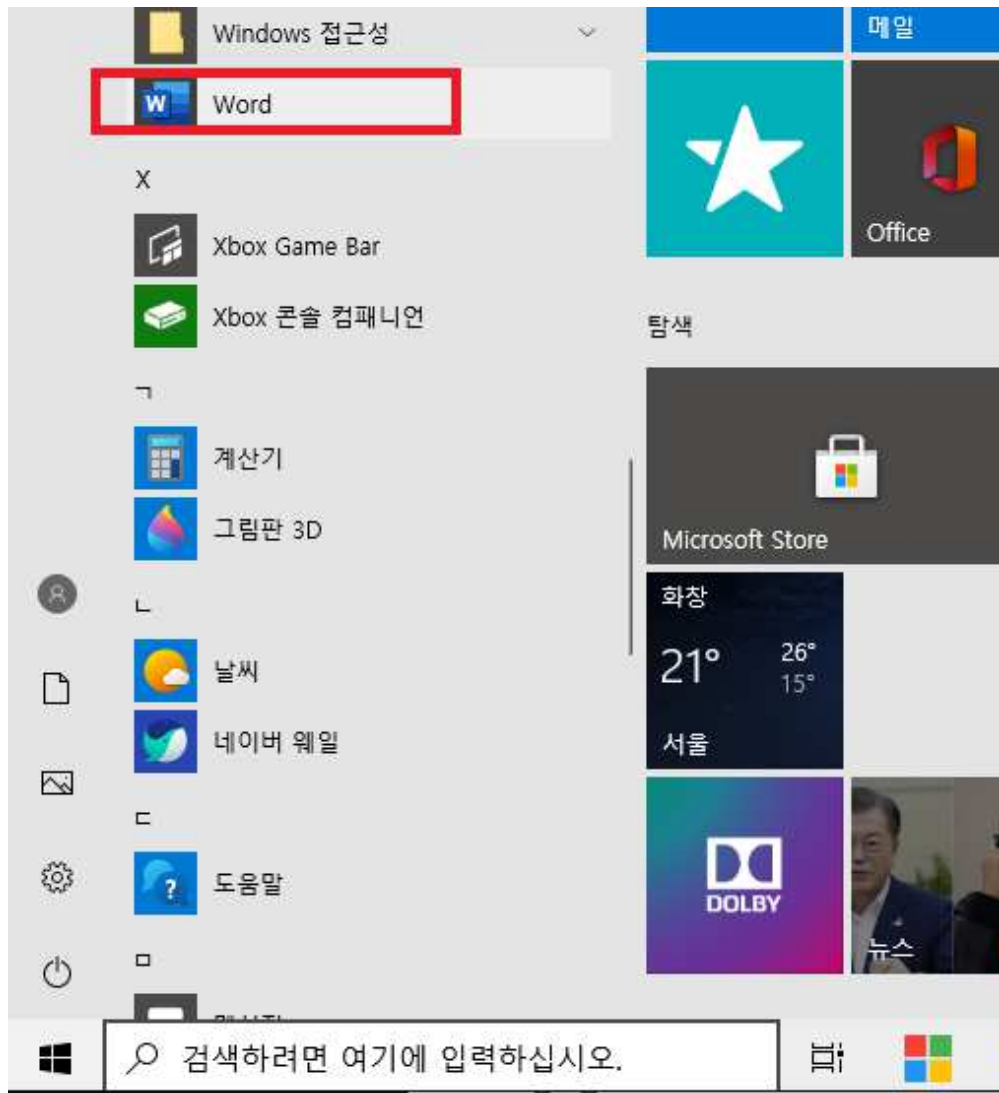 Windows 접근성
Word
X
Xbox Game Bar
Xbox 콘솔 컴패니언
ㄱ
계산기
그림판 3D
ㄴ
날씨
네이버 웨일
ㄷ
도움말
ㅁ
메일
Office
탐색
Microsoft Store
화창
21° 26°
15°
서울
DOLBY
뉴스
검색하려면 여기에 입력하십시오.